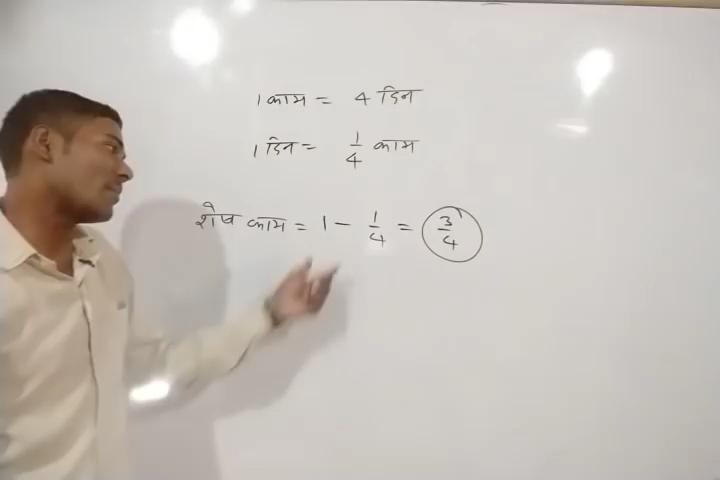 1 काम = 4 दिन
1 दिन = 1/4 काम
शेष काम = 1 - 1/4 = 3/4